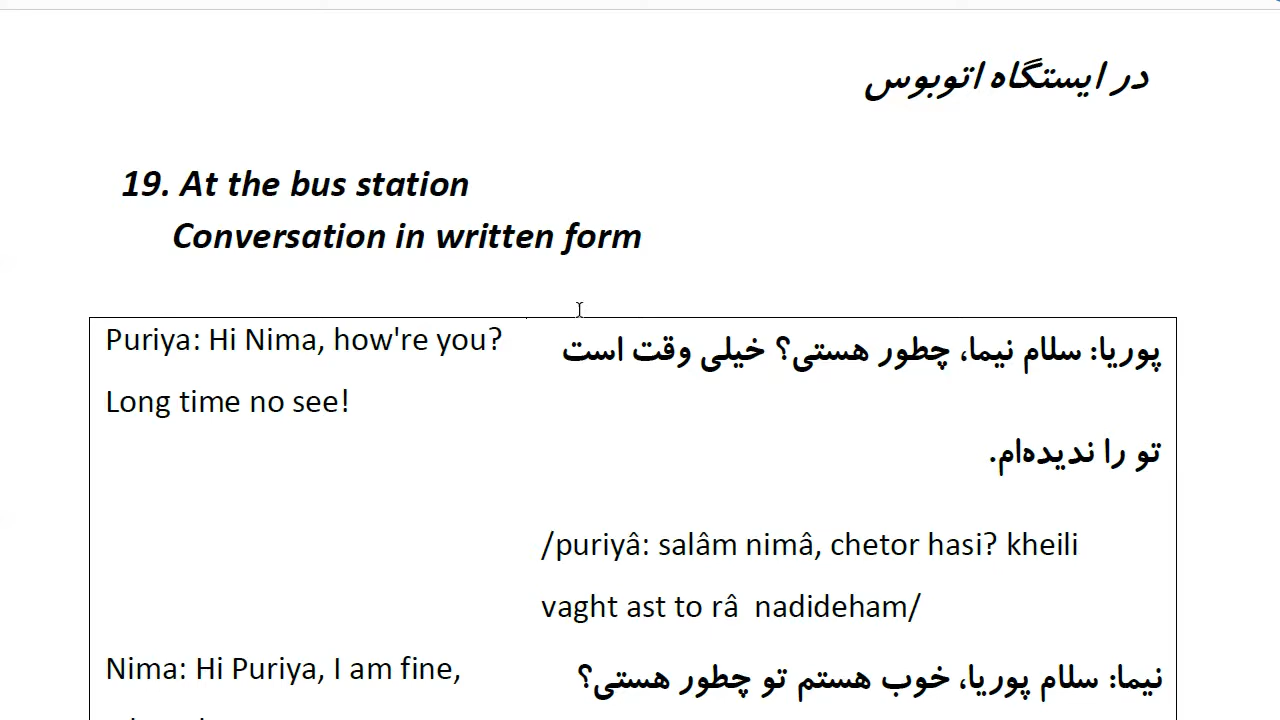 در ایستگاه اتوبوس
19. At the bus station
Conversation in written form
Puriya: Hi Nima, how're you?
Long time no see!
پوریا: سلام نیما، چطور هستی؟ خیلی وقت است
تو را ندیده‌ام.
/puriyâ: salâm nimâ, chetor hasi? kheili
vaght ast to râ nadideham/
Nima: Hi Puriya, I am fine,
نیما: سلام پوریا، خوب هستم تو چطور هستی؟